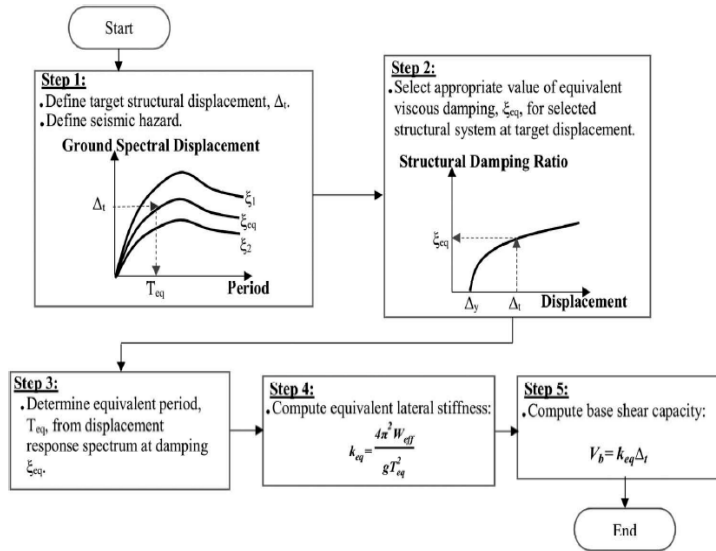 Start
Step 1:
•Define target structural displacement, Δt.
•Define seismic hazard.
Ground Spectral Displacement
Δt
ξ1
ξeq
ξ2
Teq
Period
Step 2:
•Select appropriate value of equivalent
viscous damping, ξeq, for selected
structural system at target displacement.
Structural Damping Ratio
ξeq
Δy
Δt
Displacement
Step 3:
•Determine equivalent period,
Teq, from displacement
response spectrum at damping
ξeq.
Step 4:
•Compute equivalent lateral stiffness:
keq = 4π²Weff / gT²eq
Step 5:
•Compute base shear capacity:
Vb = keqΔt
End